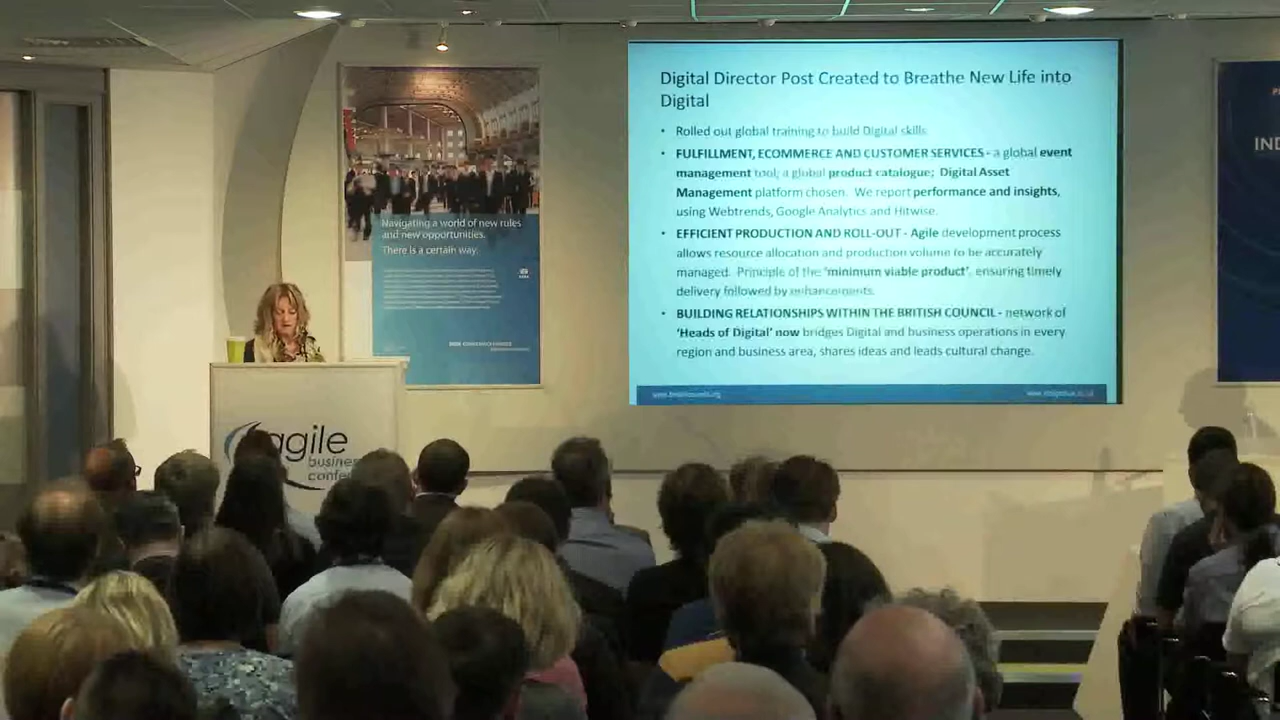 Navigating a world of new rules
and new opportunities.
There is a certain way.
TATA
agile
business
confe
Digital Director Post Created to Breathe New Life into
Digital
• Rolled out global training to build Digital skills.
• FULFILLMENT, ECOMMERCE AND CUSTOMER SERVICES - a global event
management tool; a global product catalogue; Digital Asset
Management platform chosen. We report performance and insights,
using Webtrends, Google Analytics and Hitwise.
• EFFICIENT PRODUCTION AND ROLL-OUT - Agile development process
allows resource allocation and production volume to be accurately
managed. Principle of the 'minimum viable product', ensuring timely
delivery followed by enhancements.
• BUILDING RELATIONSHIPS WITHIN THE BRITISH COUNCIL - network of
'Heads of Digital' now bridges Digital and business operations in every
region and business area, shares ideas and leads cultural change.
IND